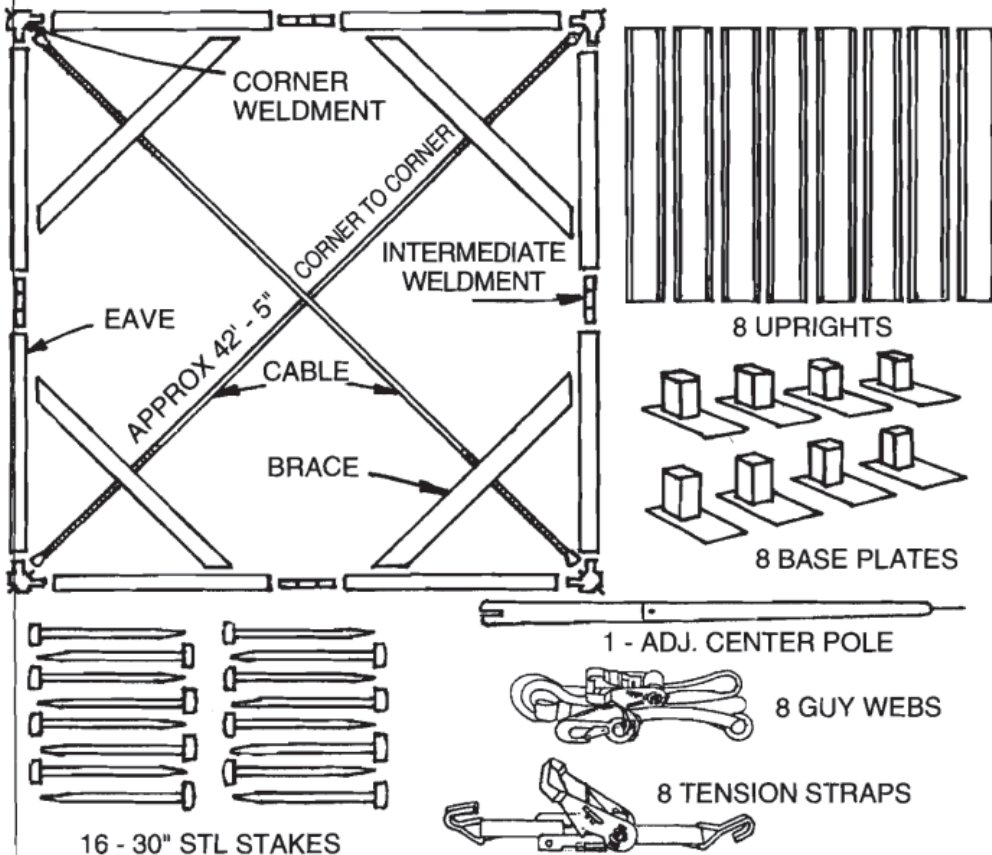 CORNER
WELDMENT
CORNER TO CORNER
APPROX 42' - 5"
INTERMEDIATE
WELDMENT
EAVE
CABLE
BRACE
8 UPRIGHTS
8 BASE PLATES
1 - ADJ. CENTER POLE
8 GUY WEBS
8 TENSION STRAPS
16 - 30" STL STAKES